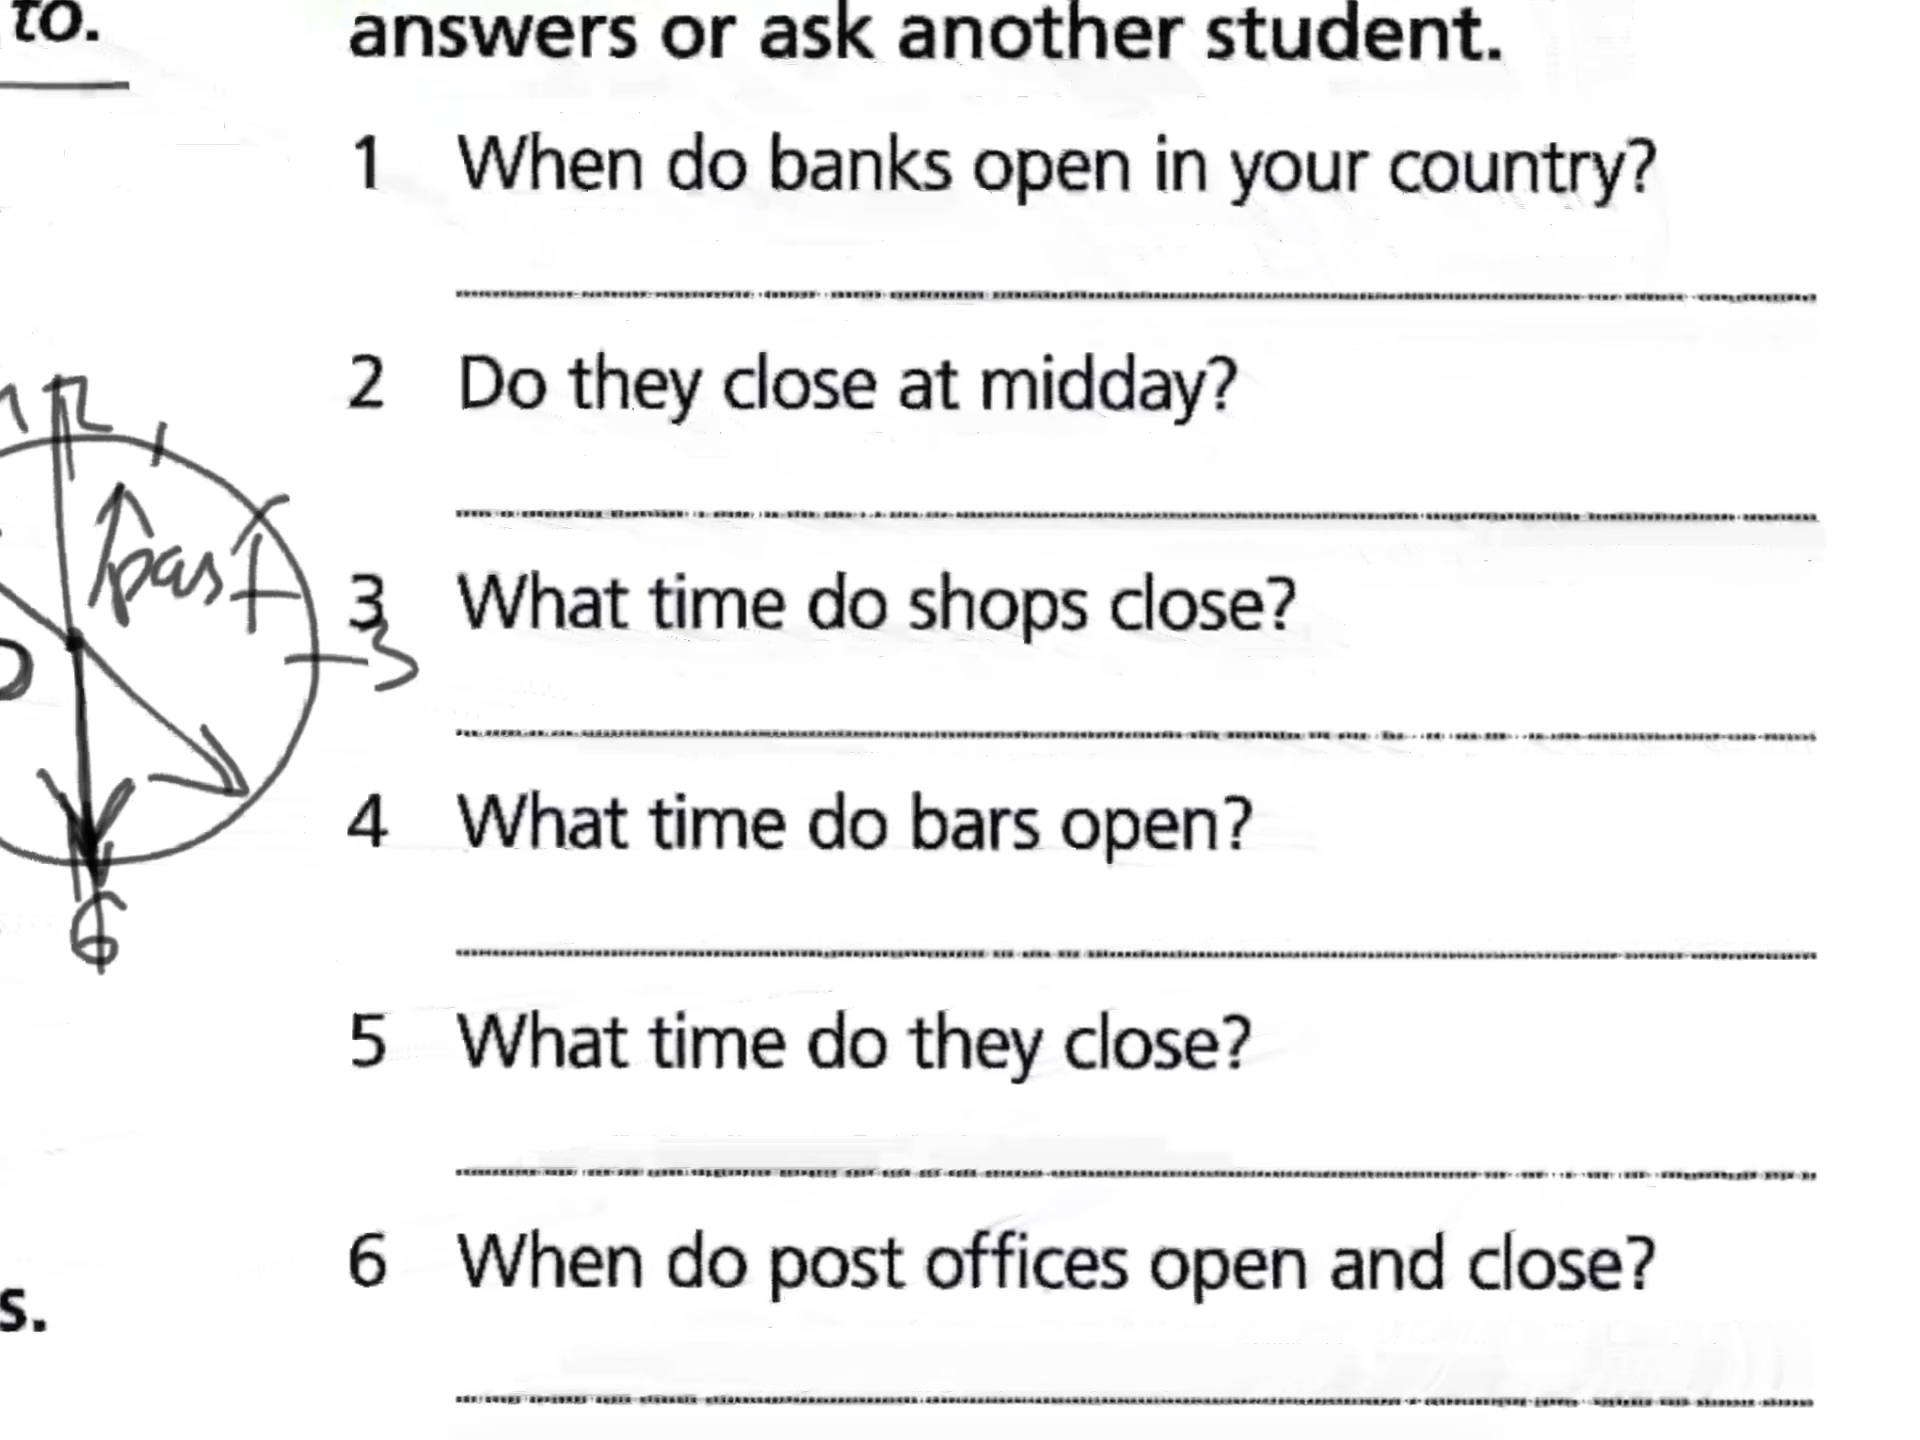 to.
answers or ask another student.
1 When do banks open in your country?
2 Do they close at midday?
12
1
past
3 What time do shops close?
3
4 What time do bars open?
6
5 What time do they close?
6 When do post offices open and close?
s.